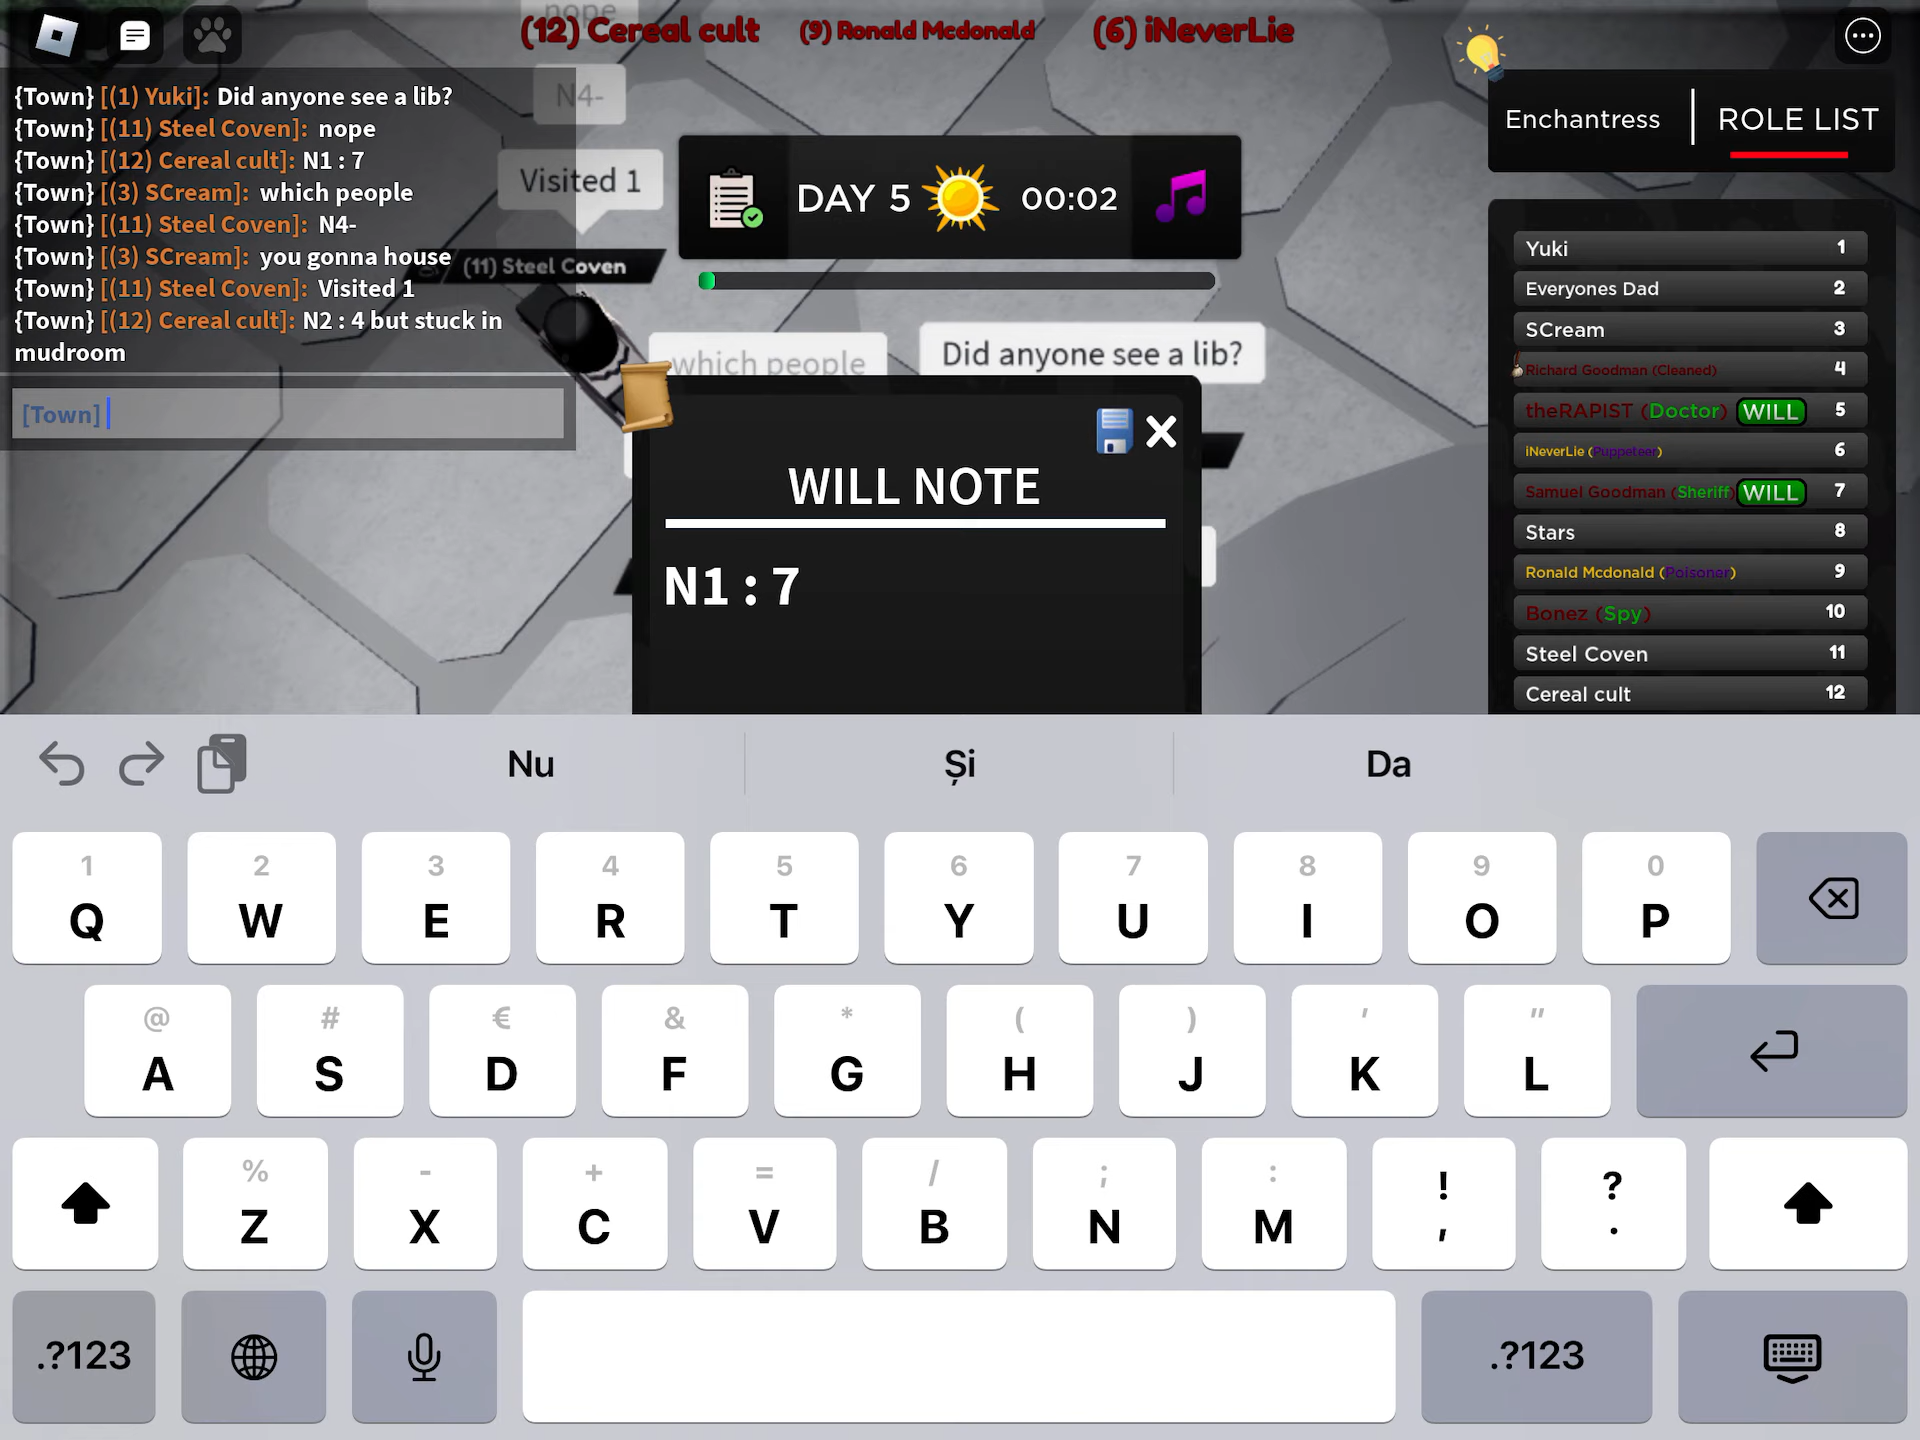 nope
(12) Cereal cult
(9) Ronald Mcdonald
(6) iNeverLie
{Town} [(1) Yuki]: Did anyone see a lib?
{Town} [(11) Steel Coven]: nope
{Town} [(12) Cereal cult]: N1 : 7
{Town} [(3) SCream]: which people
{Town} [(11) Steel Coven]: N4-
{Town} [(3) SCream]: you gonna house
{Town} [(11) Steel Coven]: Visited 1
{Town} [(12) Cereal cult]: N2 : 4 but stuck in
mudroom
[Town]
N4-
Visited 1
(11) Steel Coven
DAY 5
00:02
which people
Did anyone see a lib?
WILL NOTE
N1 : 7
Enchantress
ROLE LIST
Yuki 1
Everyones Dad 2
SCream 3
Richard Goodman (Cleaned) 4
theRAPIST (Doctor) WILL 5
iNeverLie (Puppeteer) 6
Samuel Goodman (Sheriff) WILL 7
Stars 8
Ronald Mcdonald (Poisoner) 9
Bonez (Spy) 10
Steel Coven 11
Cereal cult 12
Nu
Și
Da
1 2 3 4 5 6 7 8 9 0
Q W E R T Y U I O P
@ # € & * ( ) ' "
A S D F G H J K L
% - + = / ; : ! ?
Z X C V B N M , .
.?123
.?123